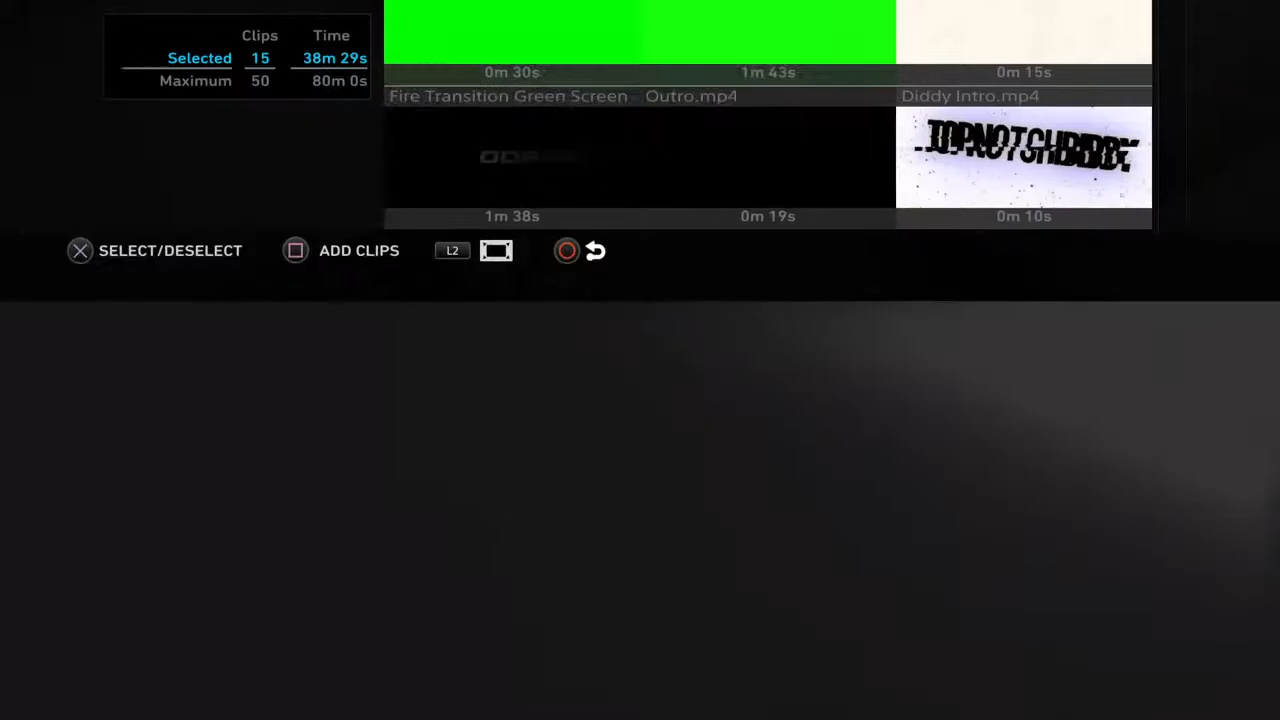 Clips Time
Selected 15 38m 29s
Maximum 50 80m 0s
0m 30s 1m 43s 0m 15s
Fire Transition Green Screen - Outro.mp4 Diddy Intro.mp4
TOPNOTCHDIDDY
1m 38s 0m 19s 0m 10s
SELECT/DESELECT ADD CLIPS L2